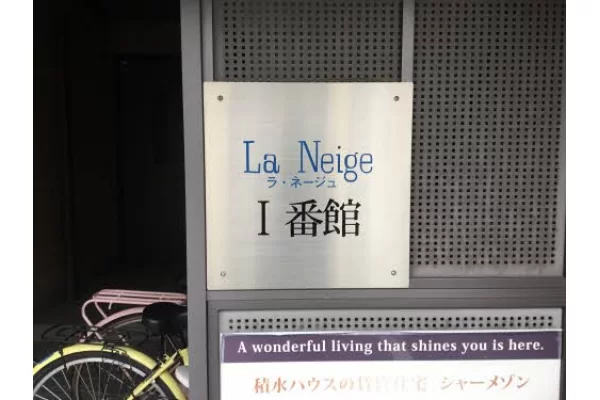 La Neige
ラ・ネージュ
I 番館
A wonderful living that shines you is here.
積水ハウスの賃貸住宅 シャーメゾン